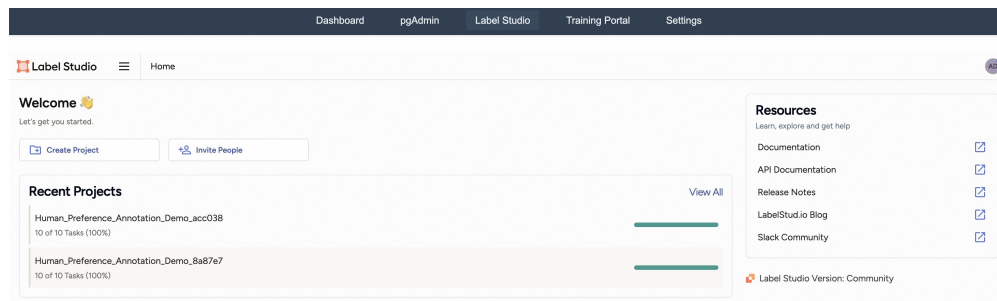 Dashboard pgAdmin Label Studio Training Portal Settings
Label Studio Home
AD
Welcome 👋
Let's get you started.
Create Project Invite People
Recent Projects View All
Human_Preference_Annotation_Demo_acc038
10 of 10 Tasks (100%)
Human_Preference_Annotation_Demo_8a87e7
10 of 10 Tasks (100%)
Resources
Learn, explore and get help
Documentation
API Documentation
Release Notes
LabelStud.io Blog
Slack Community
Label Studio Version: Community